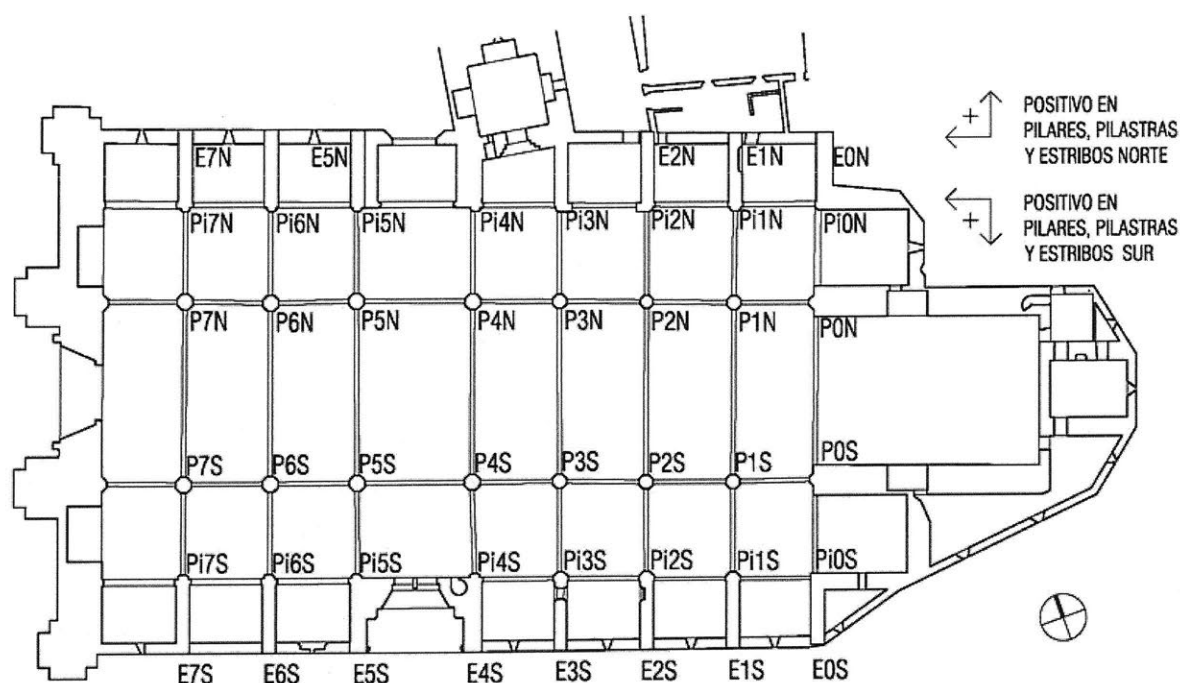 POSITIVO EN
PILARES, PILASTRAS
Y ESTRIBOS NORTE
POSITIVO EN
PILARES, PILASTRAS
Y ESTRIBOS SUR
+
+
E7N E5N E2N E1N E0N
Pi7N Pi6N Pi5N Pi4N Pi3N Pi2N Pi1N Pi0N
P7N P6N P5N P4N P3N P2N P1N P0N
P7S P6S P5S P4S P3S P2S P1S P0S
Pi7S Pi6S Pi5S Pi4S Pi3S Pi2S Pi1S Pi0S
E7S E6S E5S E4S E3S E2S E1S E0S